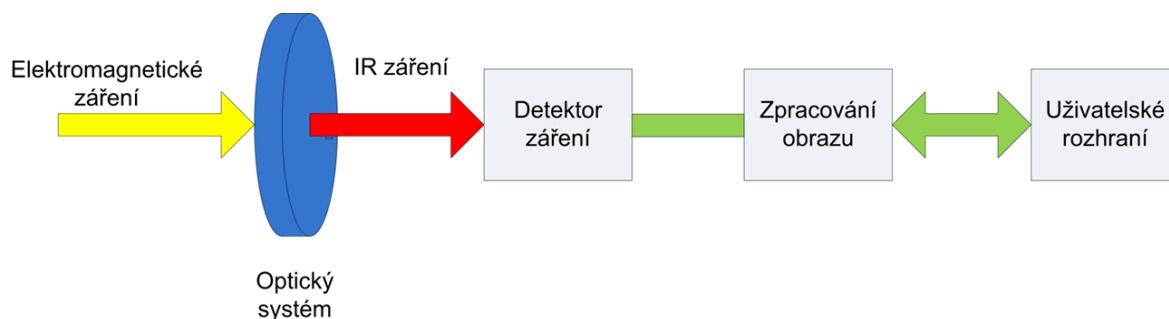 Elektromagnetické
záření
IR záření
Detektor
záření
Zpracování
obrazu
Uživatelské
rozhraní
Optický
systém